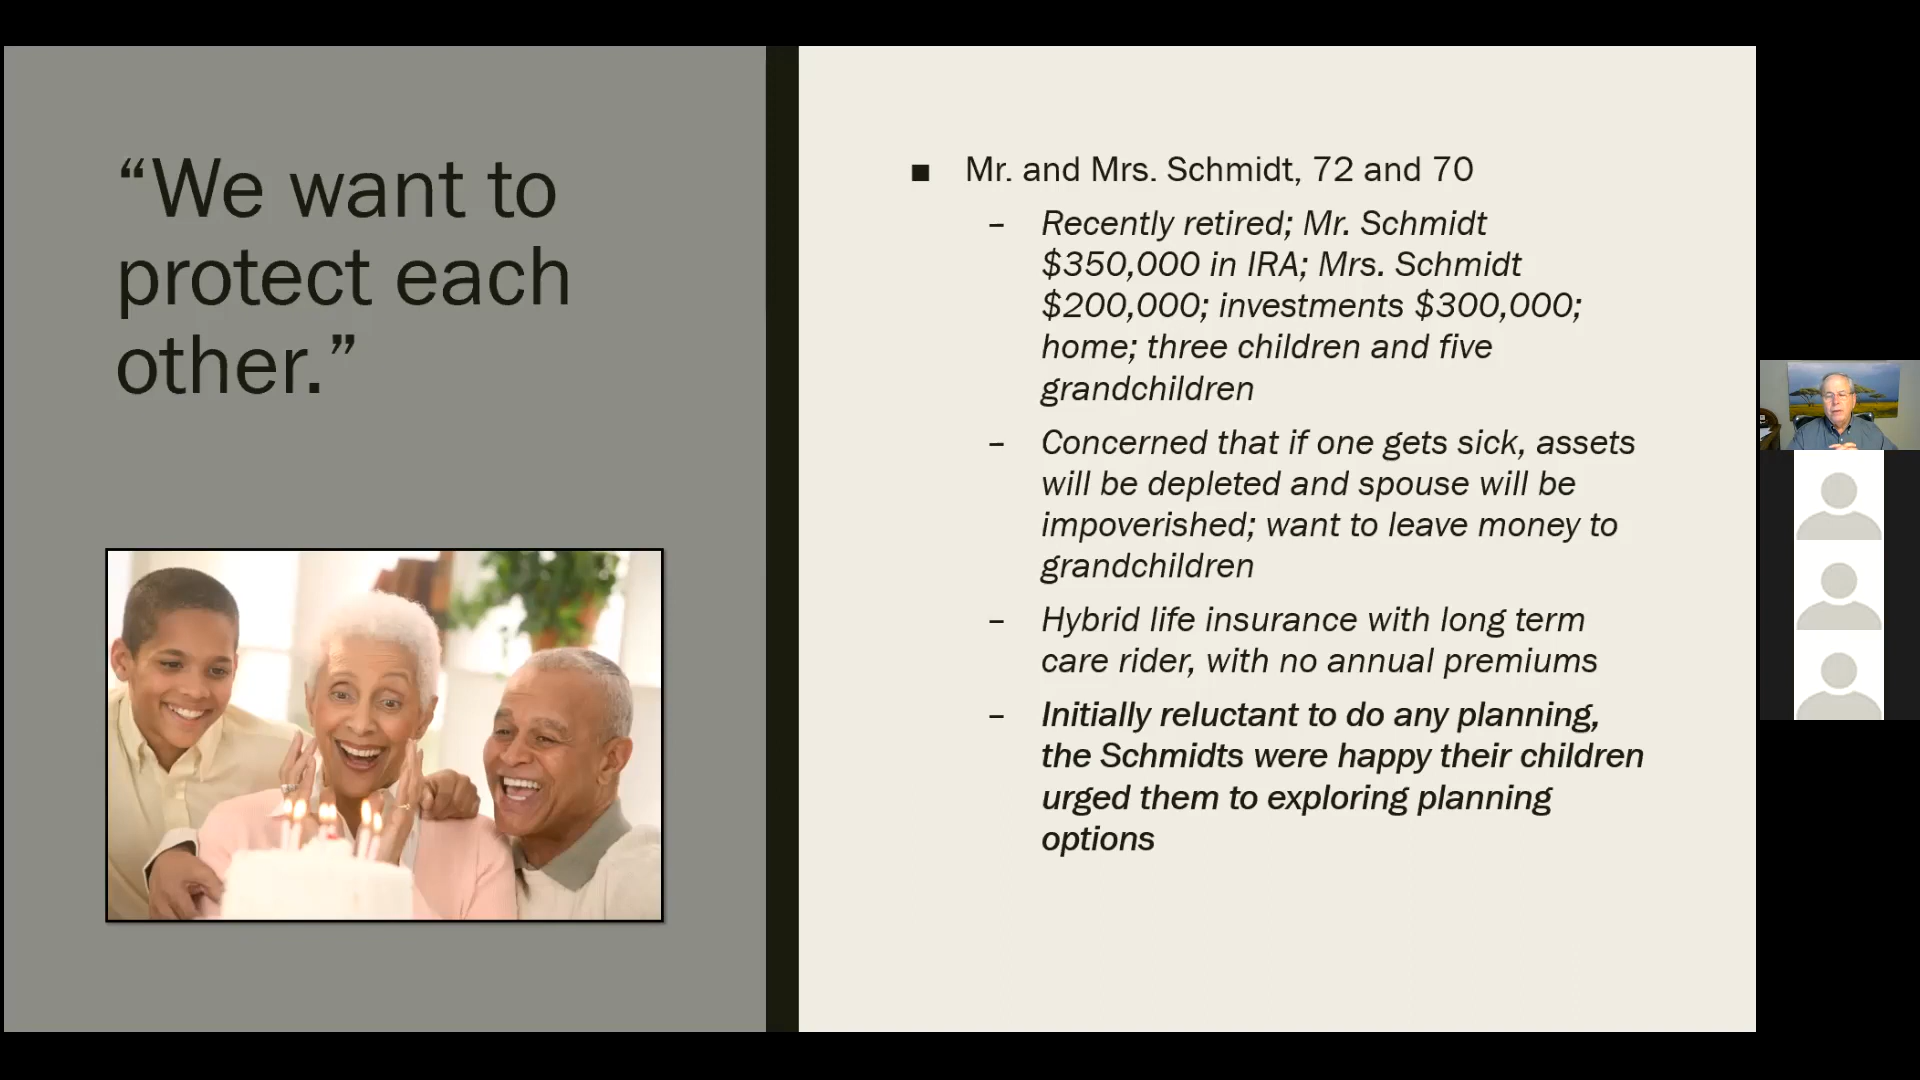 “We want to
protect each
other.”
■ Mr. and Mrs. Schmidt, 72 and 70
– Recently retired; Mr. Schmidt
$350,000 in IRA; Mrs. Schmidt
$200,000; investments $300,000;
home; three children and five
grandchildren
– Concerned that if one gets sick, assets
will be depleted and spouse will be
impoverished; want to leave money to
grandchildren
– Hybrid life insurance with long term
care rider, with no annual premiums
– Initially reluctant to do any planning,
the Schmidts were happy their children
urged them to exploring planning
options